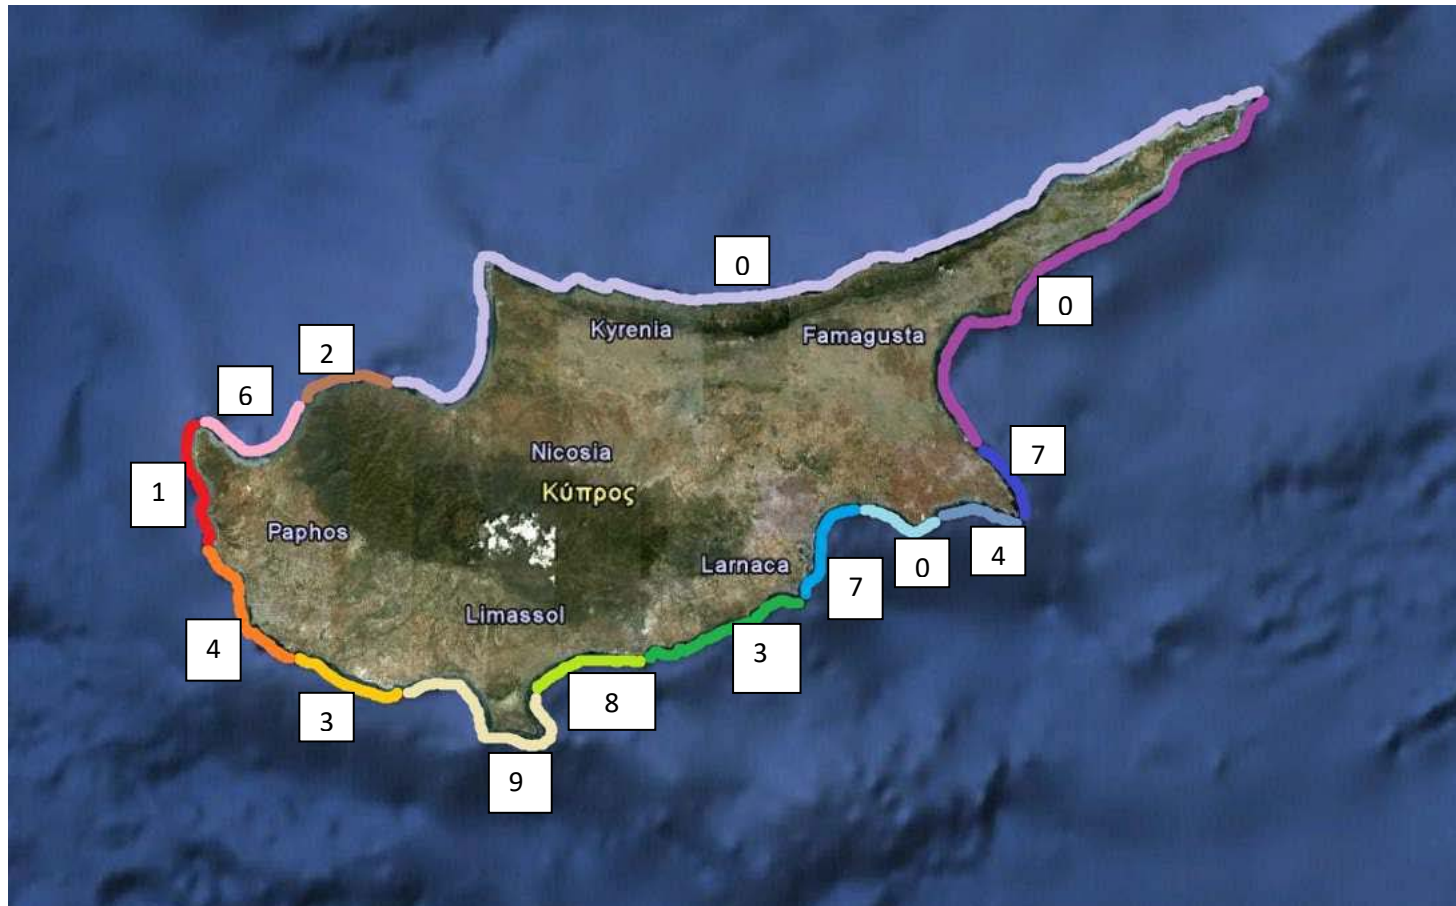 0
0
Kyrenia
Famagusta
2
6
Nicosia
7
1
Κύπρος
Paphos
Larnaca
0
4
7
Limassol
4
3
8
3
9